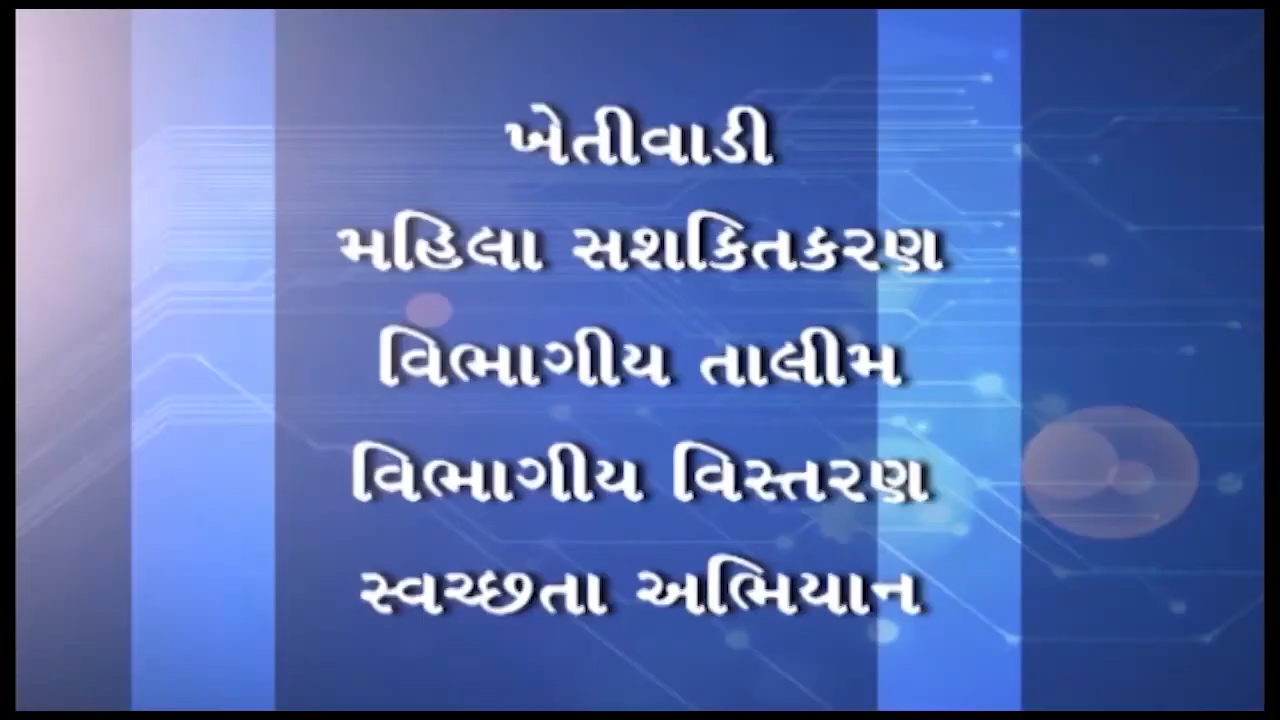 ખેતીવાડી
મહિલા સશકિતકરણ
વિભાગીય તાલીમ
વિભાગીય વિસ્તરણ
સ્વચ્છતા અભિયાન